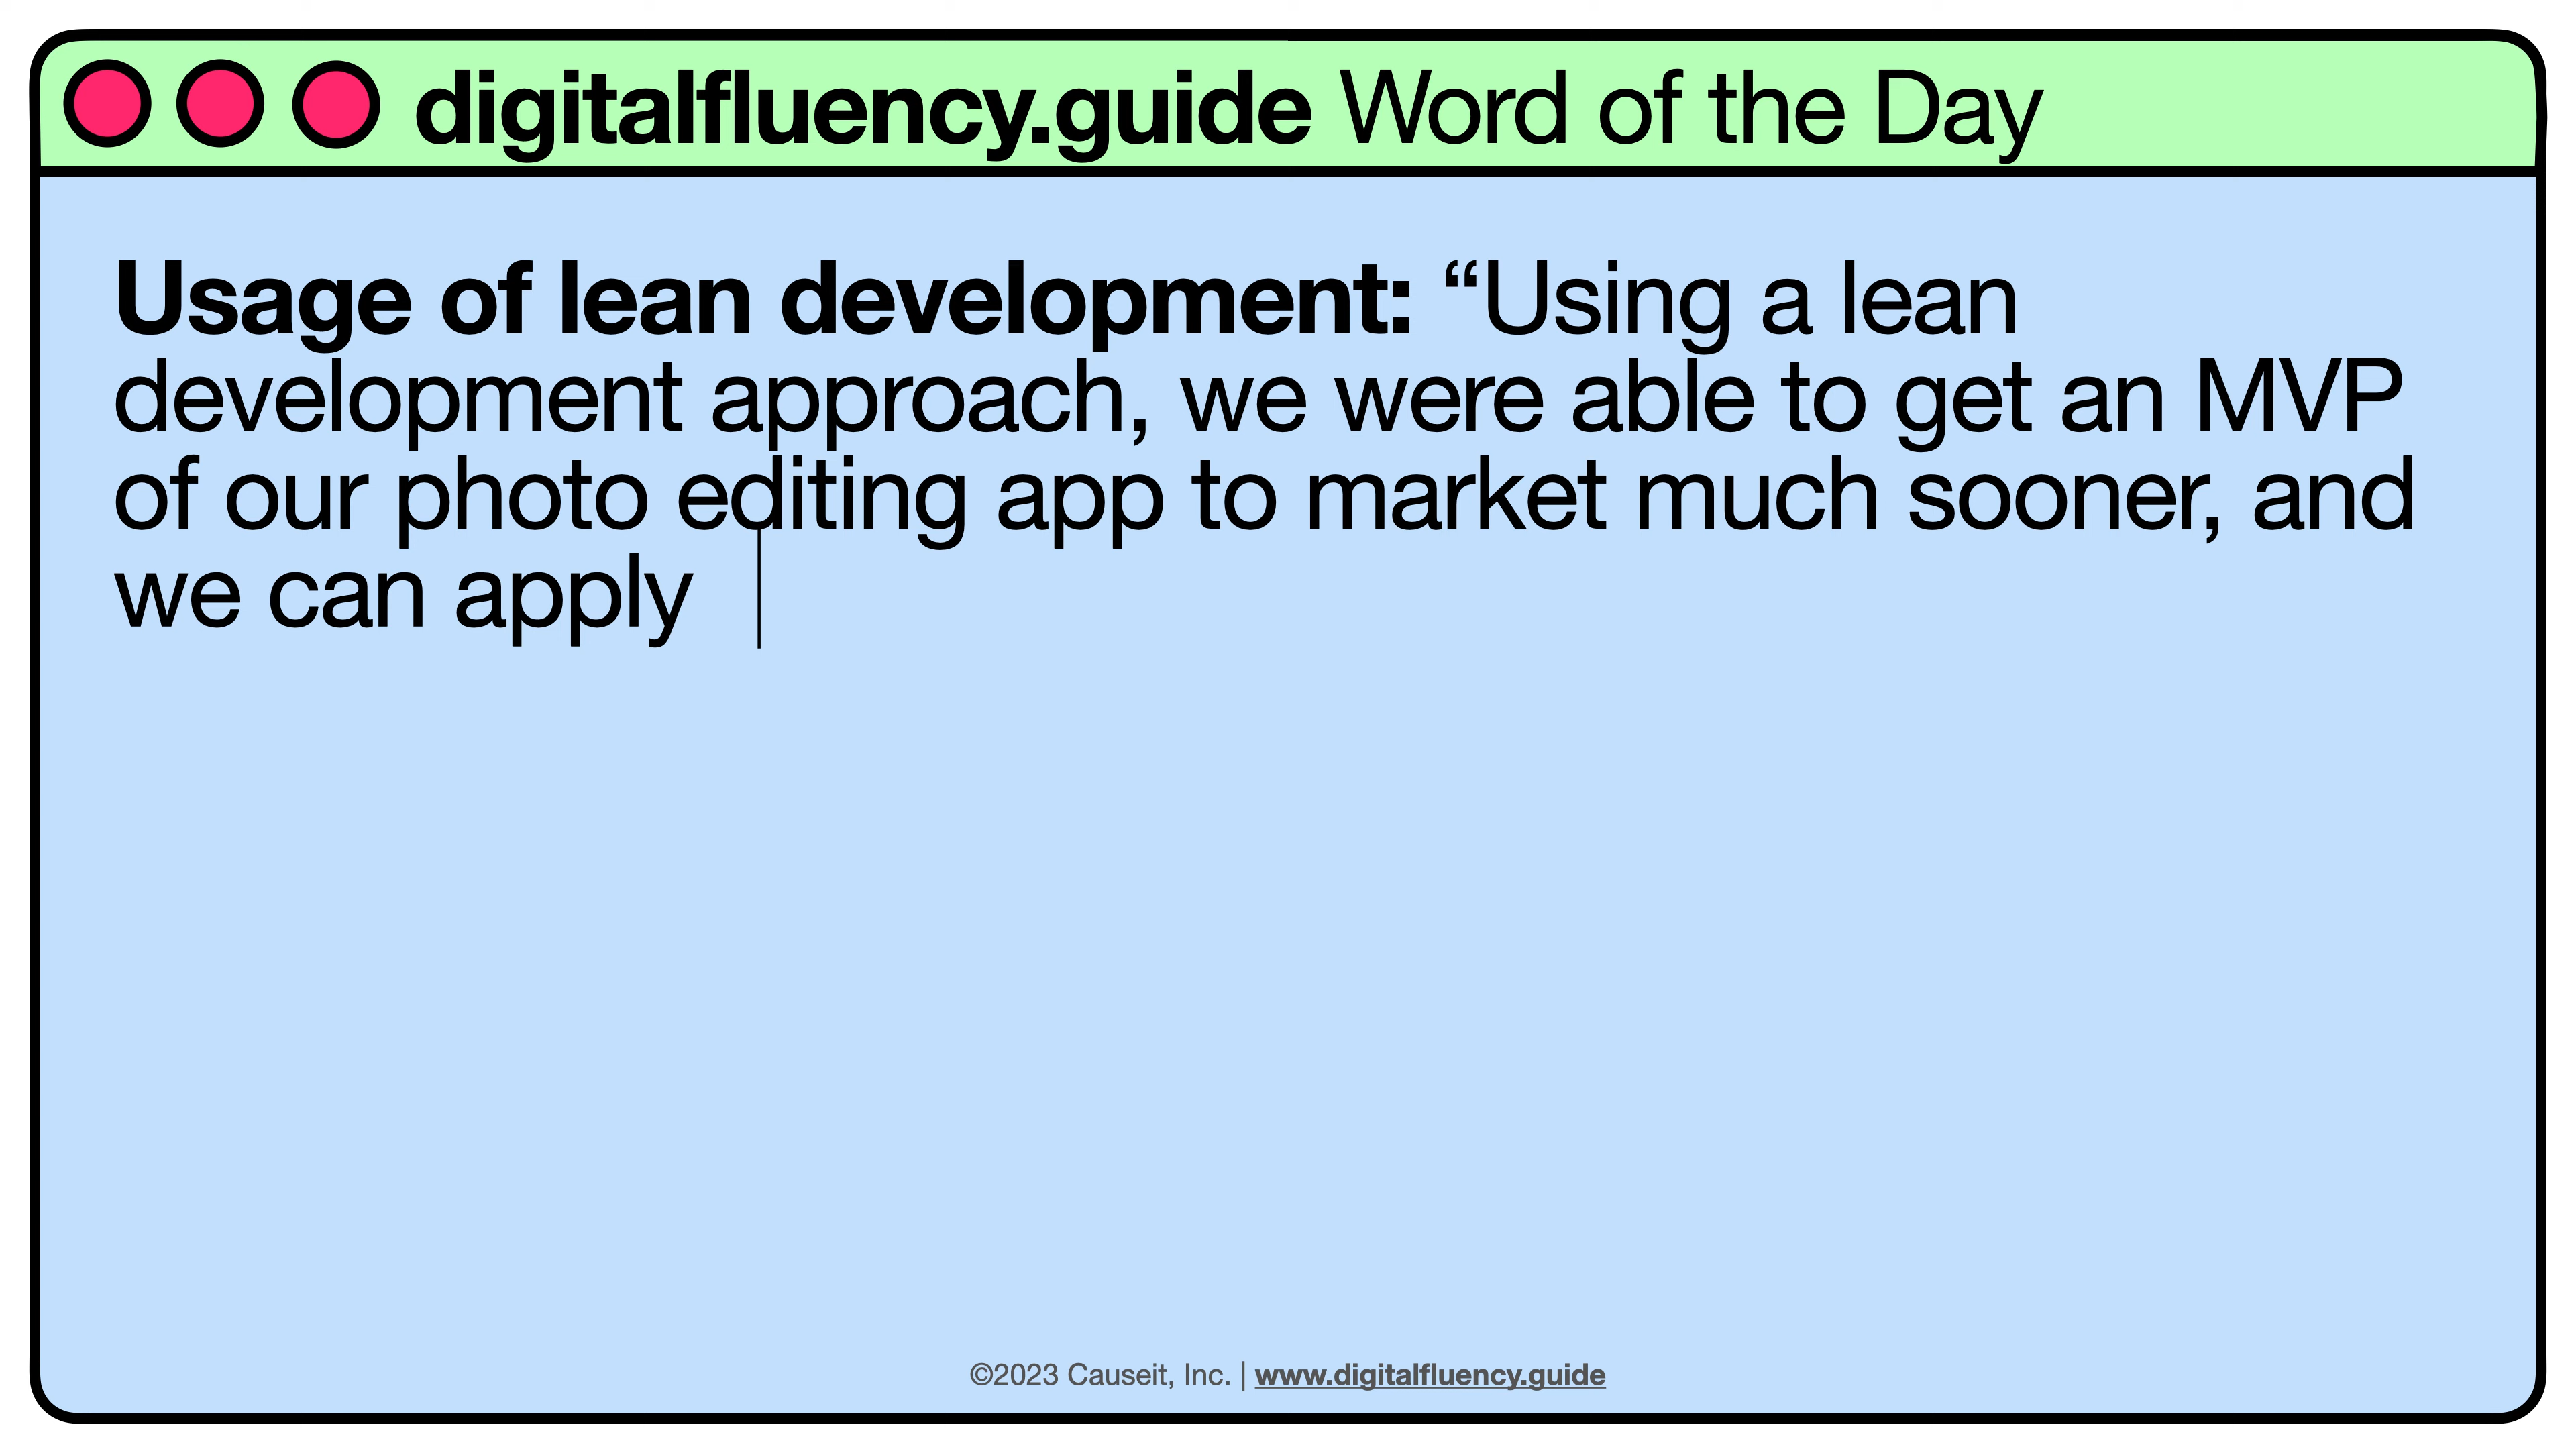 digitalfluency.guide Word of the Day
Usage of lean development: “Using a lean
development approach, we were able to get an MVP
of our photo editing app to market much sooner, and
we can apply
©2023 Causeit, Inc. | www.digitalfluency.guide